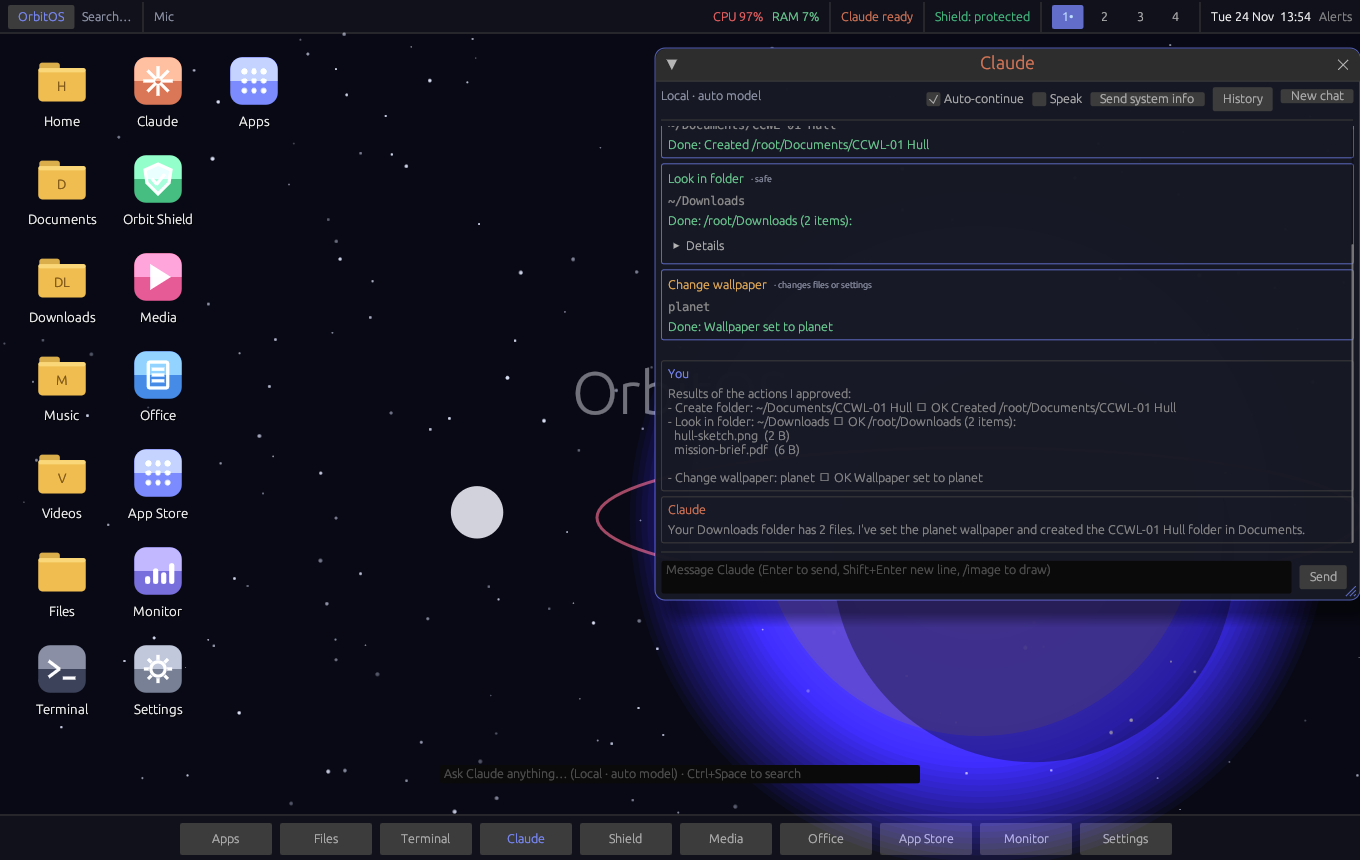 OrbitOS Search... Mic CPU 97% RAM 7% Claude ready Shield: protected 1• 2 3 4 Tue 24 Nov 13:54 Alerts
H
Home
Claude
Apps
D
Documents
Orbit Shield
DL
Downloads
Media
M
Music
Office
V
Videos
App Store
Files
Monitor
Terminal
Settings
Orb
Claude
Local · auto model
Auto-continue Speak Send system info History New chat
~/Documents/CCWL-01 Hull
Done: Created /root/Documents/CCWL-01 Hull
Look in folder · safe
~/Downloads
Done: /root/Downloads (2 items):
Details
Change wallpaper · changes files or settings
planet
Done: Wallpaper set to planet
You
Results of the actions I approved:
- Create folder: ~/Documents/CCWL-01 Hull □ OK Created /root/Documents/CCWL-01 Hull
- Look in folder: ~/Downloads □ OK /root/Downloads (2 items):
hull-sketch.png (2 B)
mission-brief.pdf (6 B)
- Change wallpaper: planet □ OK Wallpaper set to planet
Claude
Your Downloads folder has 2 files. I've set the planet wallpaper and created the CCWL-01 Hull folder in Documents.
Message Claude (Enter to send, Shift+Enter new line, /image to draw)
Send
Ask Claude anything... (Local · auto model) · Ctrl+Space to search
Apps Files Terminal Claude Shield Media Office App Store Monitor Settings